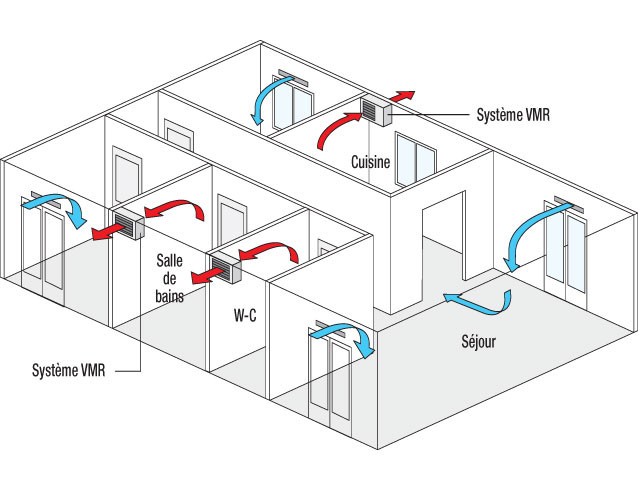 Système VMR
Cuisine
Salle
de
bains
W-C
Séjour
Système VMR